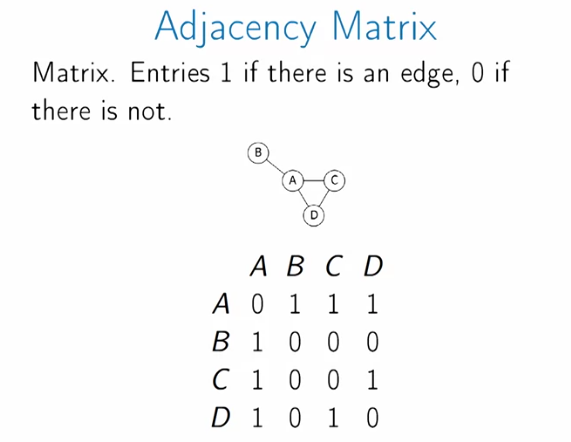 Adjacency Matrix
Matrix. Entries 1 if there is an edge, 0 if
there is not.
B
A C
D
A B C D
A 0 1 1 1
B 1 0 0 0
C 1 0 0 1
D 1 0 1 0